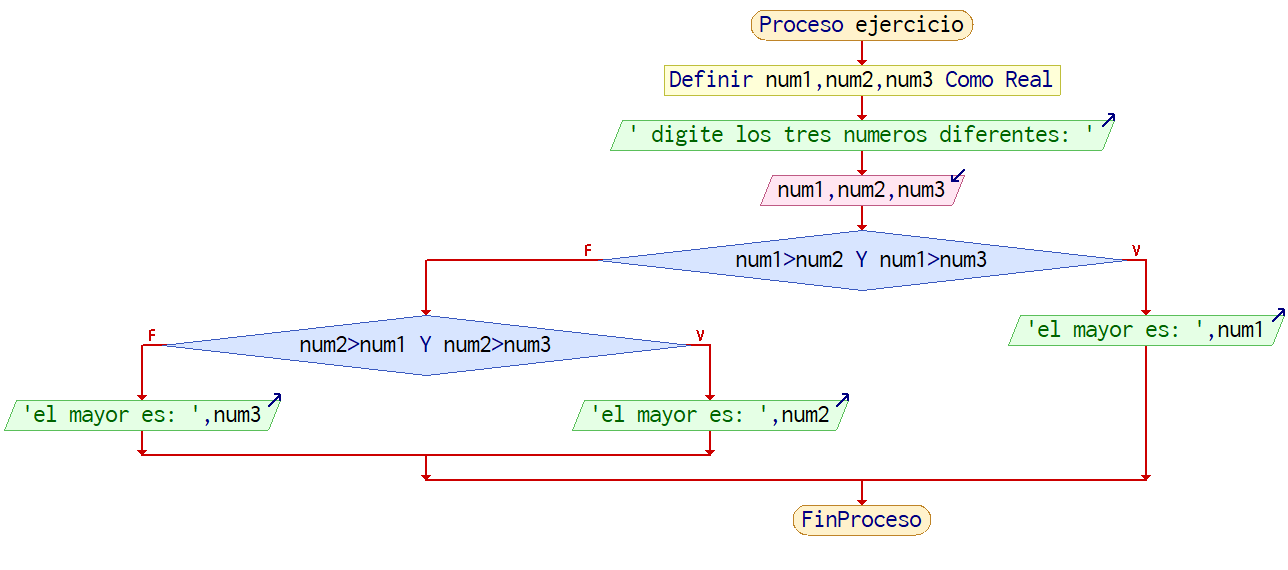 Proceso ejercicio
Definir num1,num2,num3 Como Real
' digite los tres numeros diferentes: '
num1,num2,num3
F
V
num1>num2 Y num1>num3
F
V
num2>num1 Y num2>num3
'el mayor es: ',num1
'el mayor es: ',num3
'el mayor es: ',num2
FinProceso